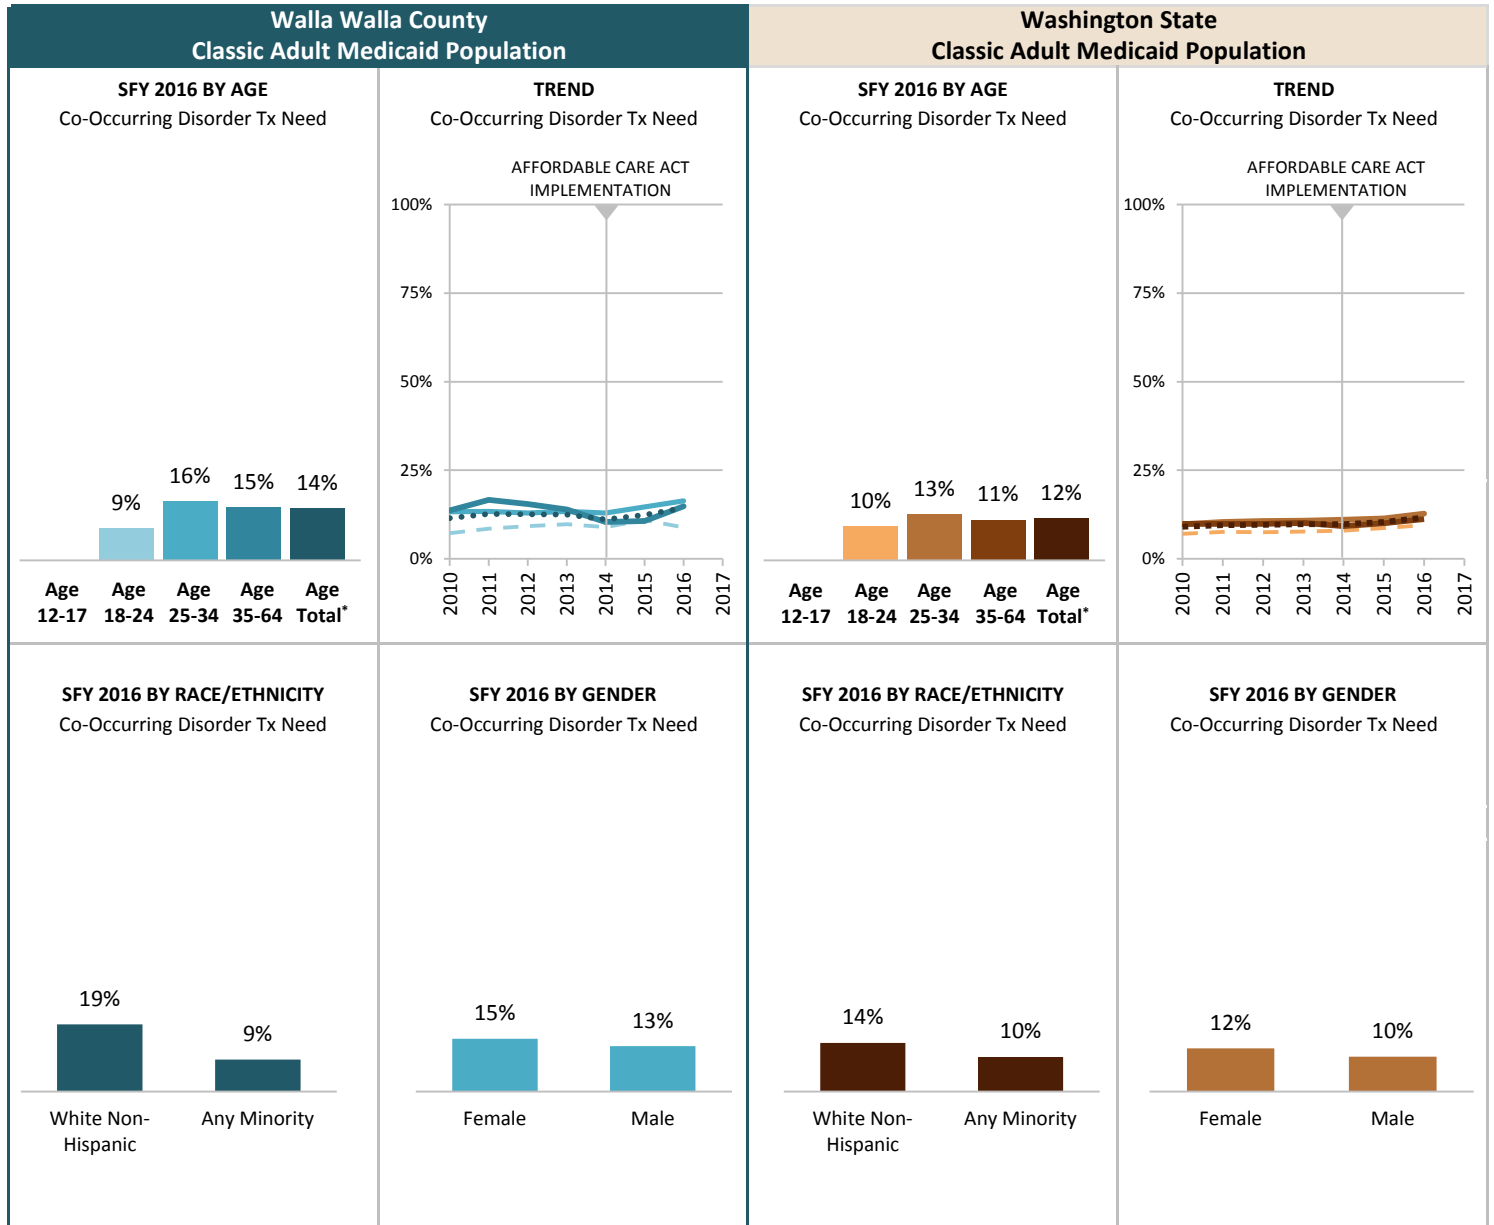 Walla Walla County
Classic Adult Medicaid Population
Washington State
Classic Adult Medicaid Population
SFY 2016 BY AGE
Co-Occurring Disorder Tx Need
9%
16%
15%
14%
Age 12-17
Age 18-24
Age 25-34
Age 35-64
Age Total*
TREND
Co-Occurring Disorder Tx Need
AFFORDABLE CARE ACT
IMPLEMENTATION
100%
75%
50%
25%
0%
2010
2011
2012
2013
2014
2015
2016
2017
SFY 2016 BY AGE
Co-Occurring Disorder Tx Need
10%
13%
11%
12%
Age 12-17
Age 18-24
Age 25-34
Age 35-64
Age Total*
TREND
Co-Occurring Disorder Tx Need
AFFORDABLE CARE ACT
IMPLEMENTATION
100%
75%
50%
25%
0%
2010
2011
2012
2013
2014
2015
2016
2017
SFY 2016 BY RACE/ETHNICITY
Co-Occurring Disorder Tx Need
19%
9%
White Non-
Hispanic
Any Minority
SFY 2016 BY GENDER
Co-Occurring Disorder Tx Need
15%
13%
Female
Male
SFY 2016 BY RACE/ETHNICITY
Co-Occurring Disorder Tx Need
14%
10%
White Non-
Hispanic
Any Minority
SFY 2016 BY GENDER
Co-Occurring Disorder Tx Need
12%
10%
Female
Male